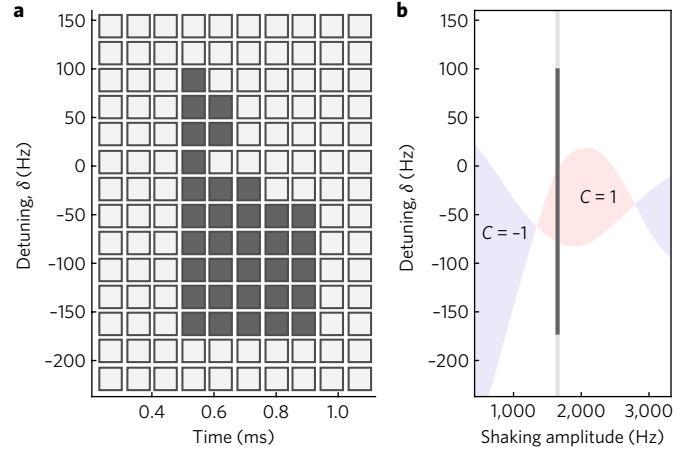 a
150
100
50
0
–50
–100
–150
–200
Detuning, δ (Hz)
0.4 0.6 0.8 1.0
Time (ms)
b
150
100
50
0
–50
–100
–150
–200
Detuning, δ (Hz)
C = –1
C = 1
1,000 2,000 3,000
Shaking amplitude (Hz)